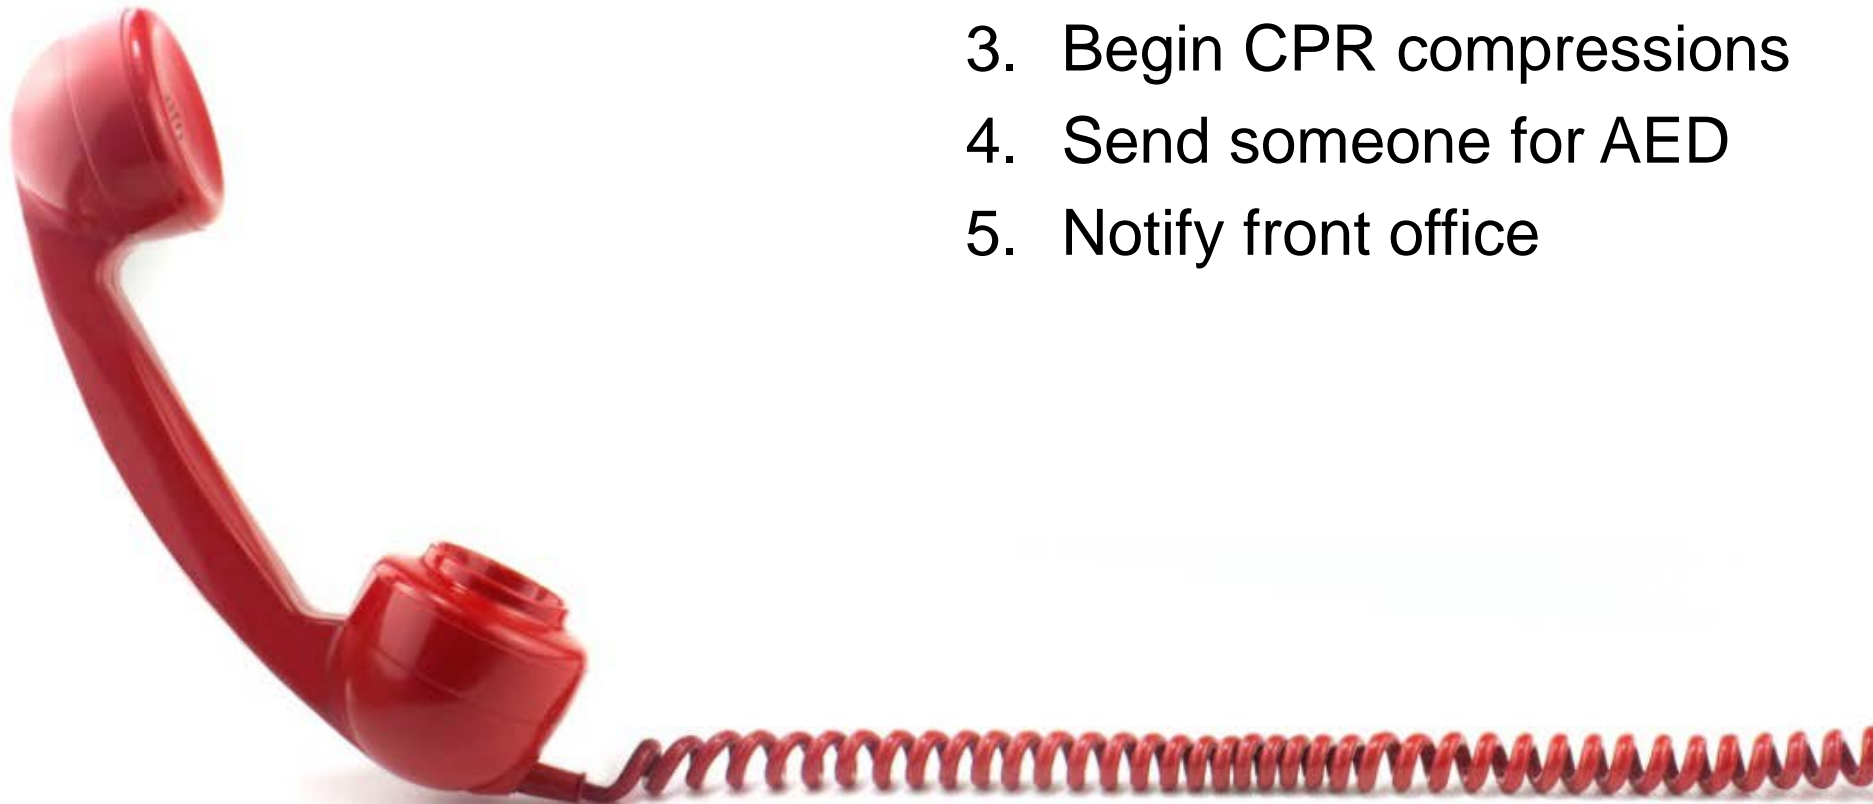 3. Begin CPR compressions
4. Send someone for AED
5. Notify front office